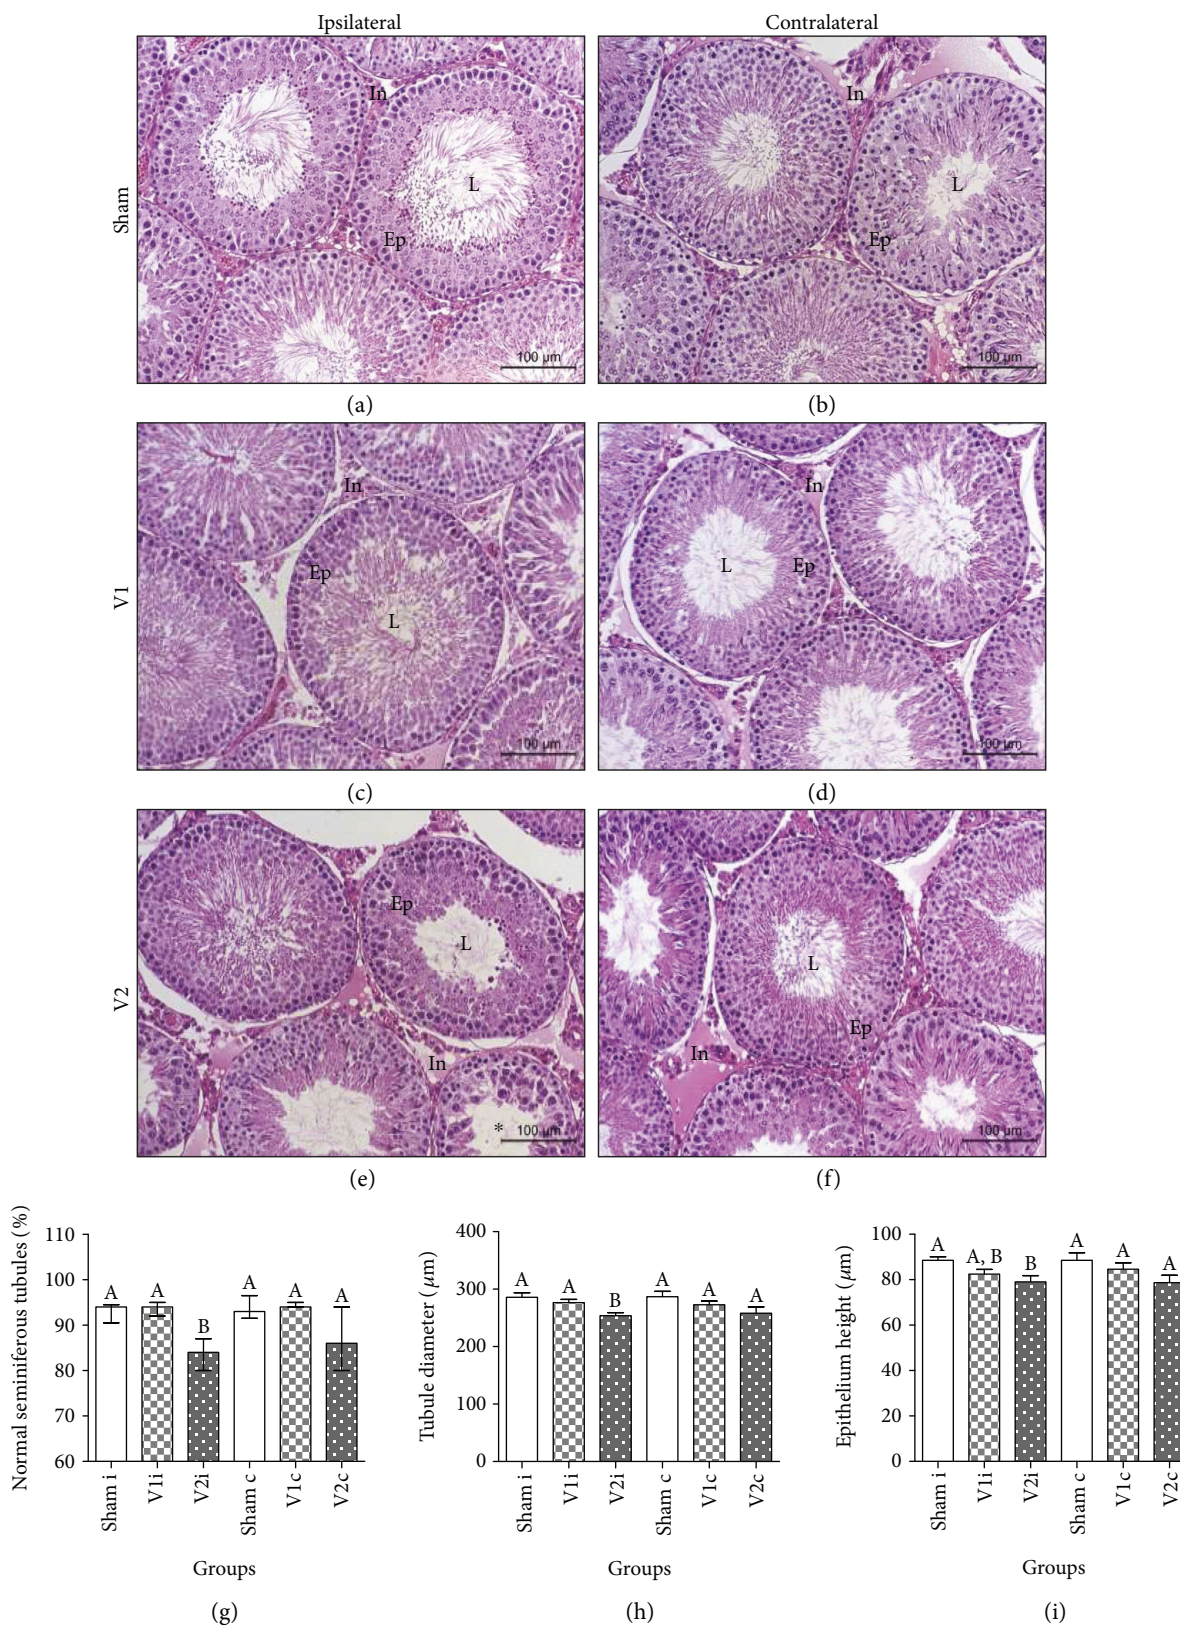 Ipsilateral Contralateral
Sham
In
L
Ep
100 µm
In
L
Ep
100 µm
(a) (b)
V1
In
Ep
L
100 µm
In
L
Ep
100 µm
(c) (d)
V2
Ep
L
In
* 100 µm
L
Ep
In
100 µm
(e) (f)
Normal seminiferous tubules (%)
110
100
90
80
70
60
A A B A A A
Sham i V1i V2i Sham c V1c V2c
Groups
(g)
Tubule diameter (µm)
400
300
200
100
0
A A B A A A
Sham i V1i V2i Sham c V1c V2c
Groups
(h)
Epithelium height (µm)
100
80
60
40
20
0
A A, B B A A A
Sham i V1i V2i Sham c V1c V2c
Groups
(i)